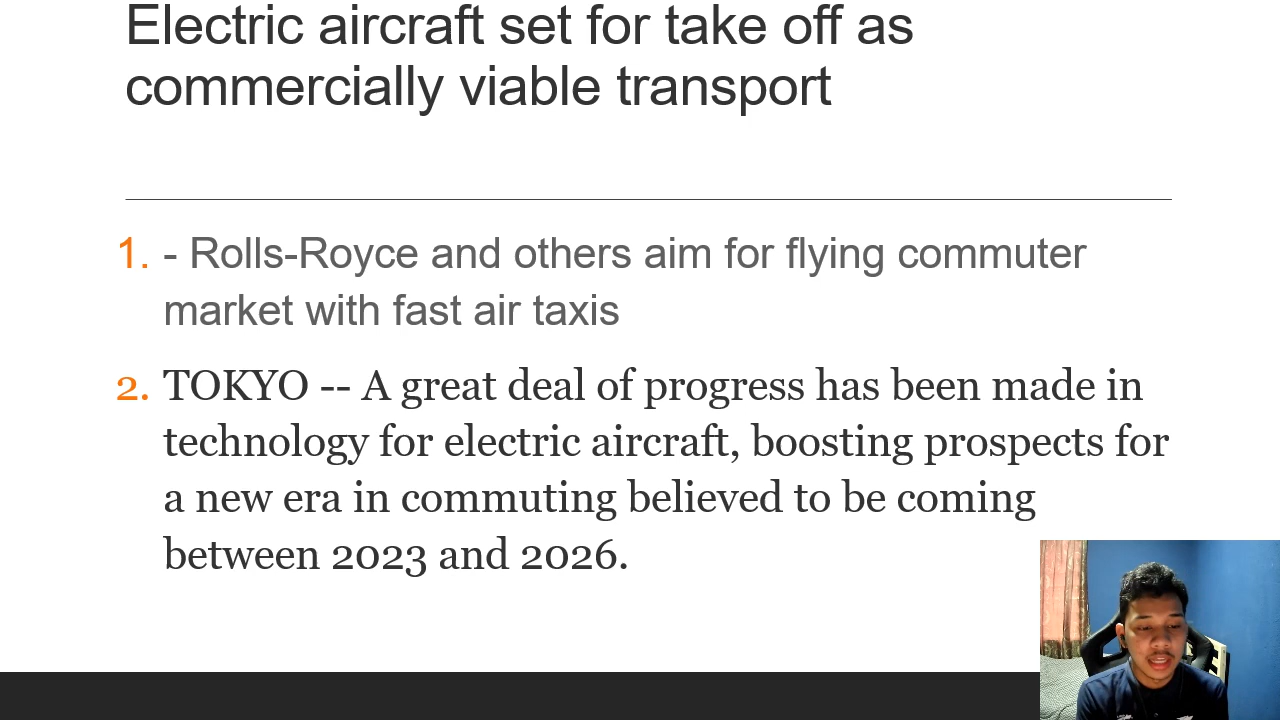 Electric aircraft set for take off as
commercially viable transport
1. - Rolls-Royce and others aim for flying commuter
market with fast air taxis
2. TOKYO -- A great deal of progress has been made in
technology for electric aircraft, boosting prospects for
a new era in commuting believed to be coming
between 2023 and 2026.